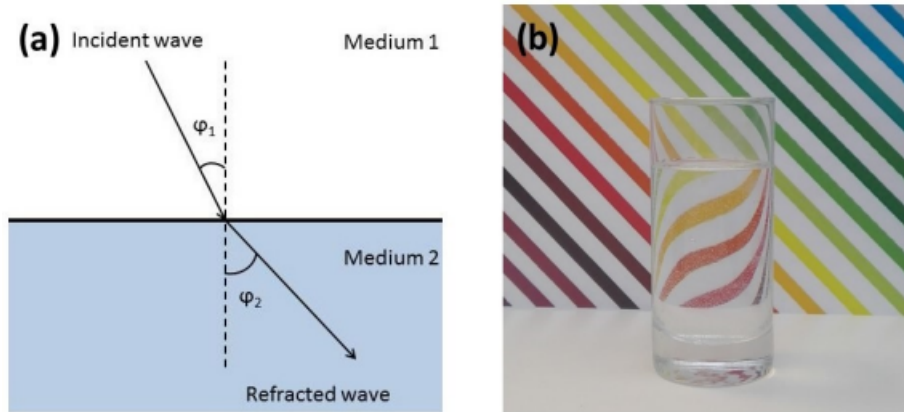 (a)
Incident wave
Medium 1
φ₁
Medium 2
φ₂
Refracted wave
(b)